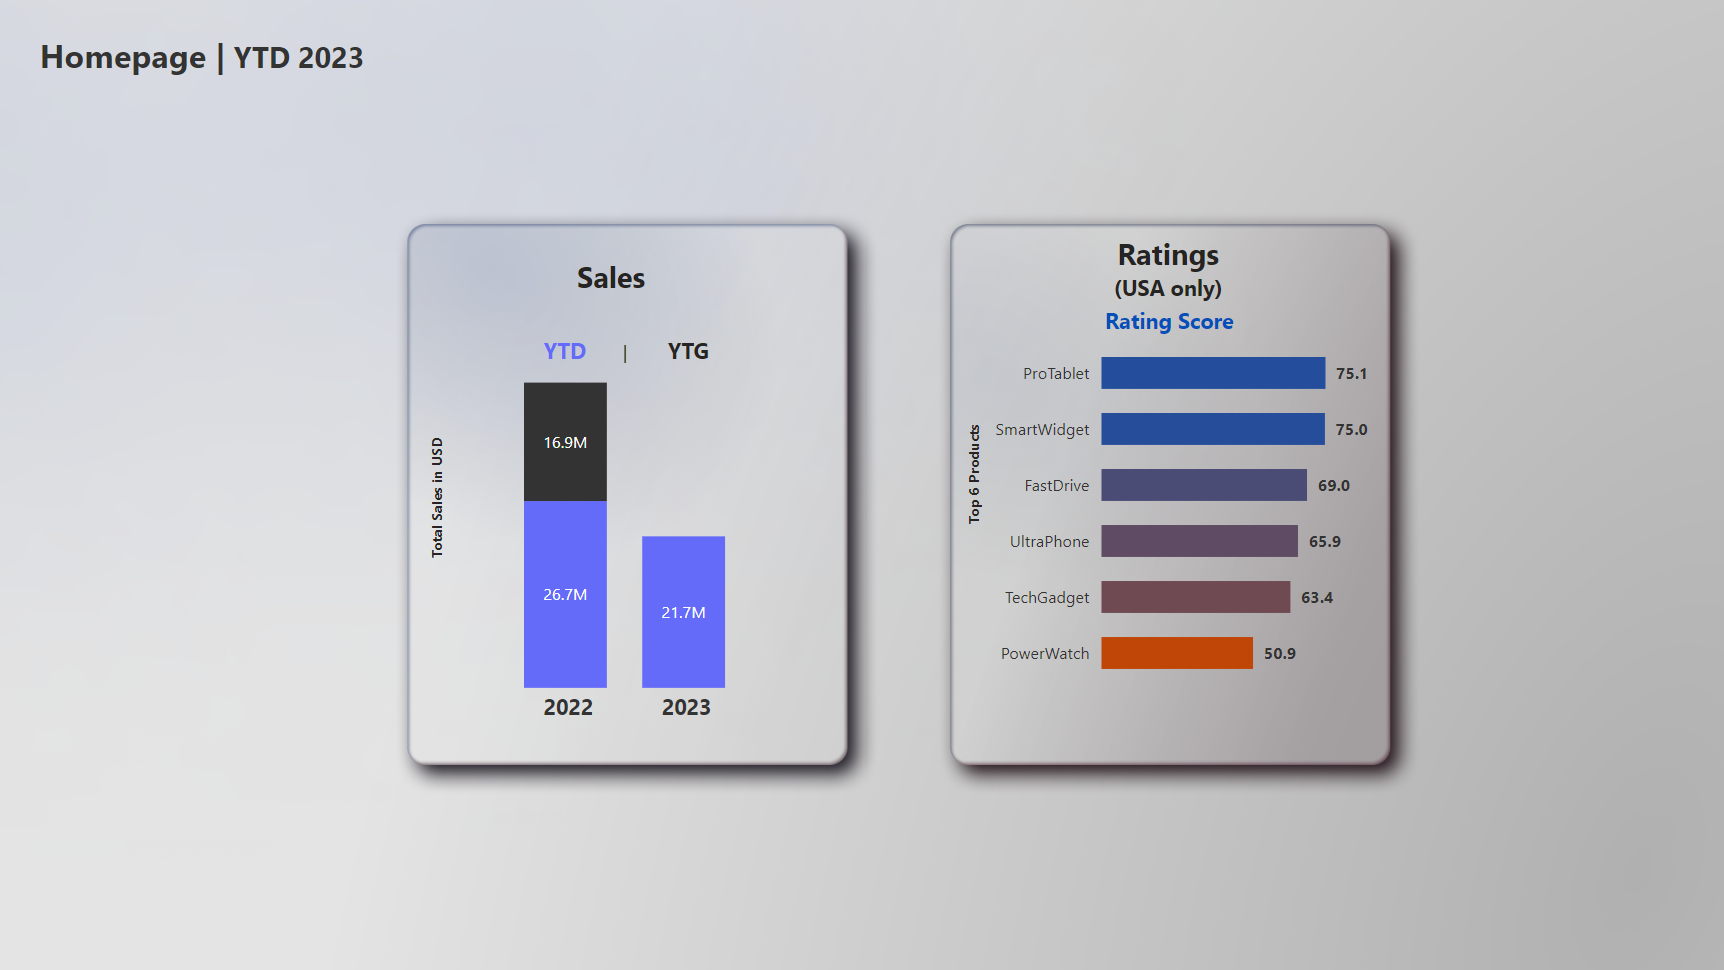 Homepage | YTD 2023
Sales
YTD | YTG
Total Sales in USD
16.9M
26.7M
21.7M
2022 2023
Ratings
(USA only)
Rating Score
Top 6 Products
ProTablet 75.1
SmartWidget 75.0
FastDrive 69.0
UltraPhone 65.9
TechGadget 63.4
PowerWatch 50.9